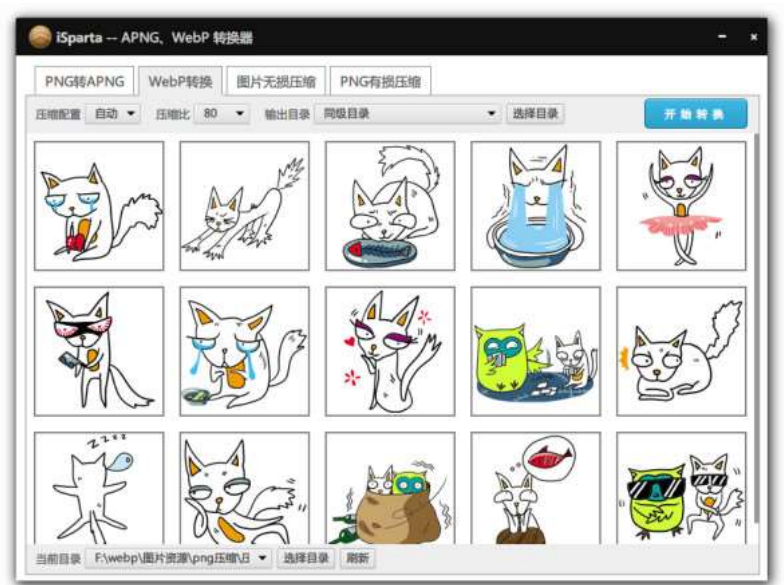 iSparta -- APNG、WebP 转换器
PNG转APNG WebP转换 图片无损压缩 PNG有损压缩
压缩配置 自动 压缩比 80 输出目录 同级目录 选择目录 开始转换
zzzz
当前目录 F:\webp\图片资源\png压缩\日 选择目录 刷新